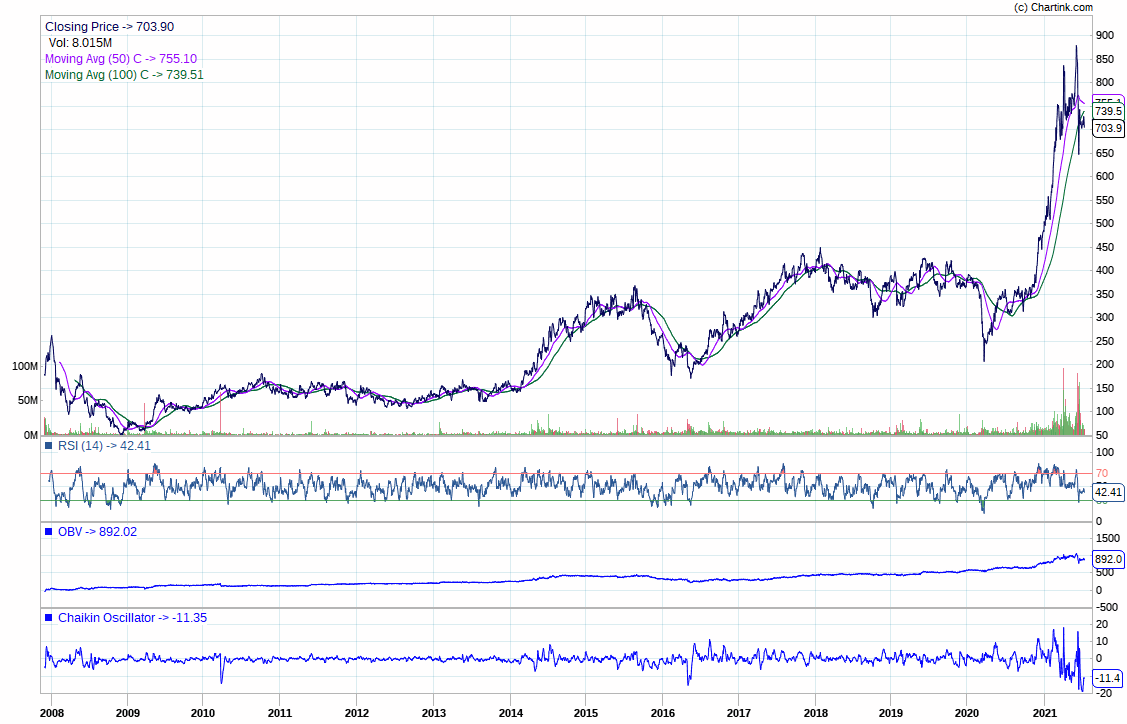 (c) Chartink.com
Closing Price -> 703.90
Vol: 8.015M
Moving Avg (50) C -> 755.10
Moving Avg (100) C -> 739.51
900
850
800
739.5
703.9
650
600
550
500
450
400
350
300
250
200
150
100
50
100M
50M
0M
RSI (14) -> 42.41
100
70
42.41
0
OBV -> 892.02
1500
892.0
500
0
-500
Chaikin Oscillator -> -11.35
20
10
0
-11.4
-20
2008 2009 2010 2011 2012 2013 2014 2015 2016 2017 2018 2019 2020 2021